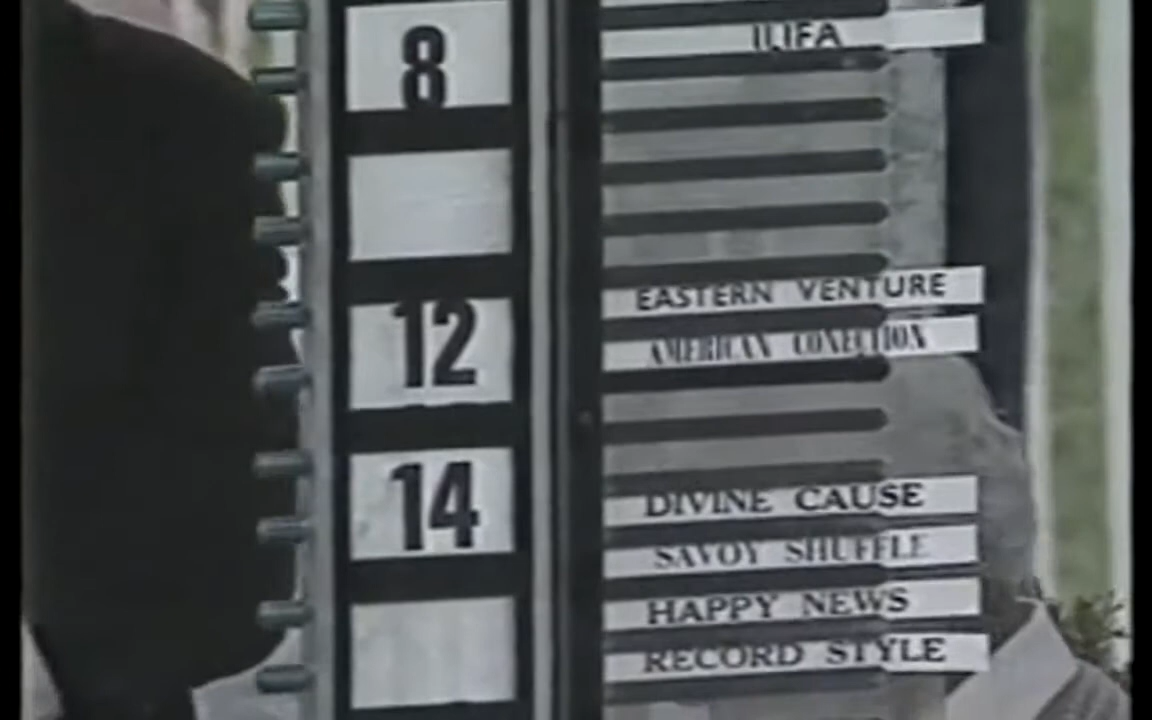 8
ILIFA
EASTERN VENTURE
12
AMERICAN CONECTION
14
DIVINE CAUSE
SAVOY SHUFFLE
HAPPY NEWS
RECORD STYLE